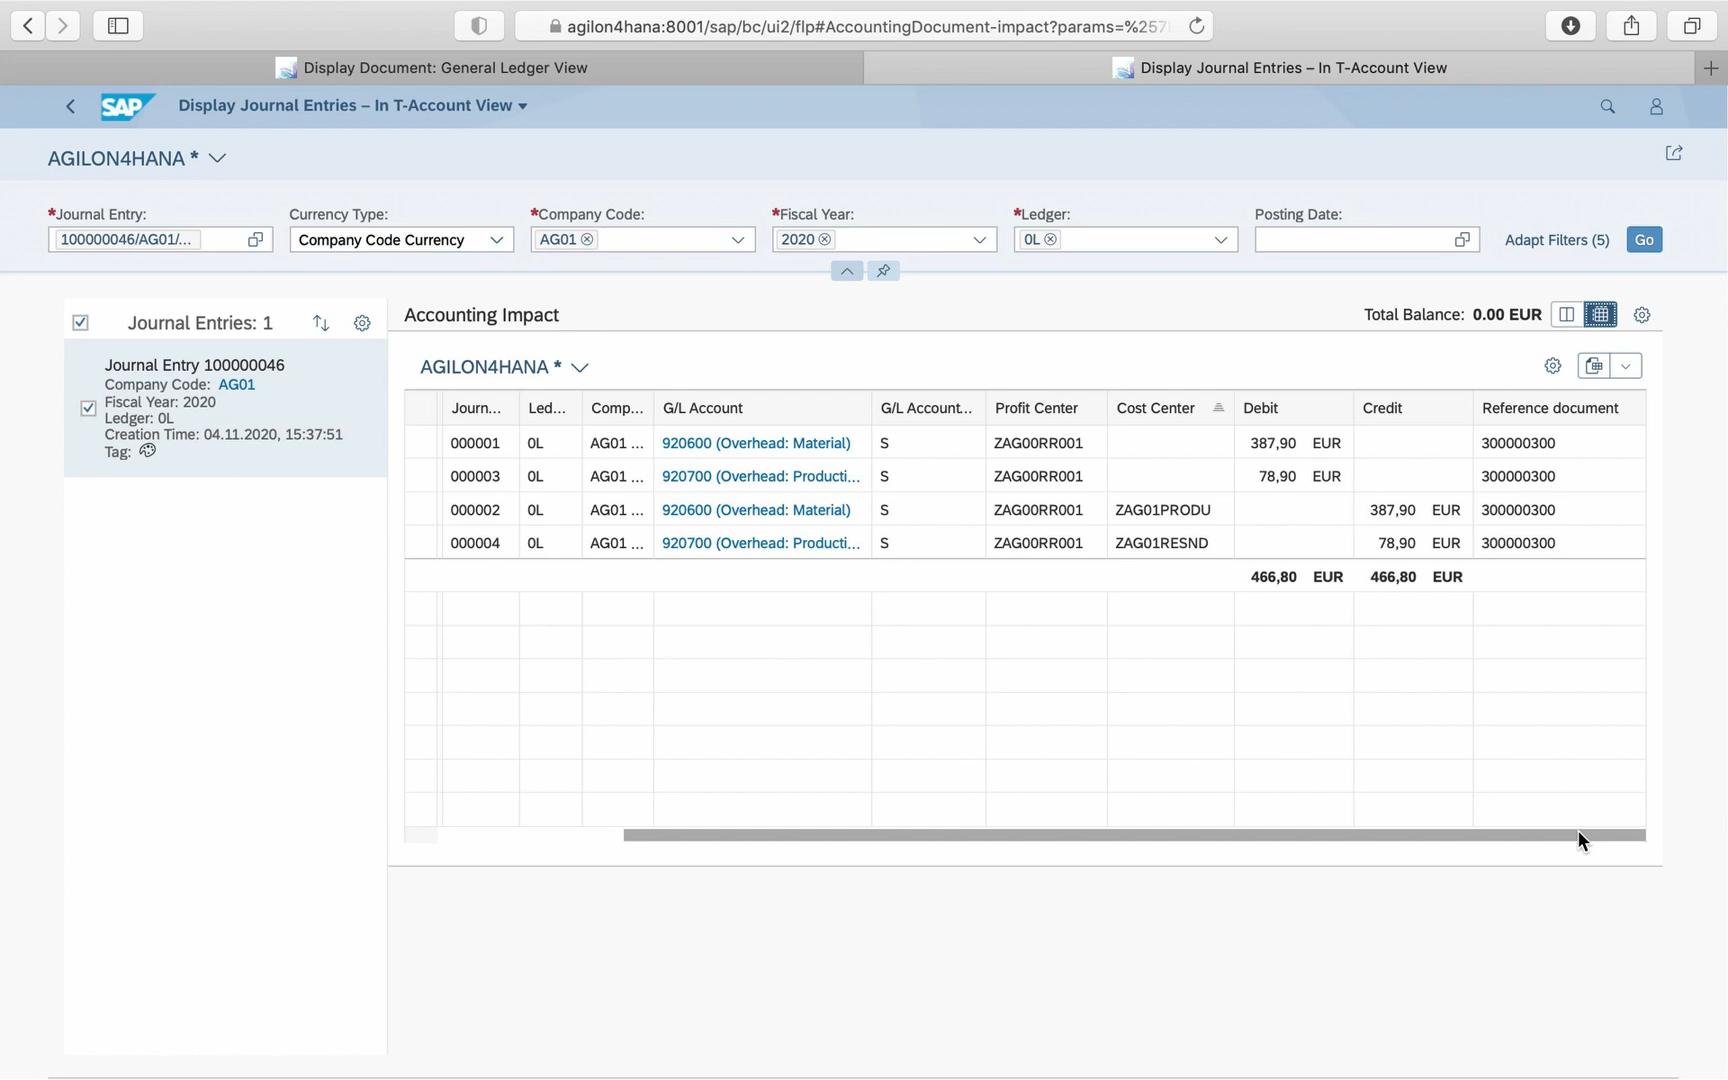 agilon4hana:8001/sap/bc/ui2/flp#AccountingDocument-impact?params=%257
Display Document: General Ledger View
Display Journal Entries – In T-Account View
SAP Display Journal Entries – In T-Account View
AGILON4HANA *
*Journal Entry: Currency Type: *Company Code: *Fiscal Year: *Ledger: Posting Date:
100000046/AG01/... Company Code Currency AG01 2020 0L Adapt Filters (5) Go
Journal Entries: 1
Journal Entry 100000046
Company Code: AG01
Fiscal Year: 2020
Ledger: 0L
Creation Time: 04.11.2020, 15:37:51
Tag:
Accounting Impact Total Balance: 0.00 EUR
AGILON4HANA *
Journ... Led... Comp... G/L Account G/L Account... Profit Center Cost Center Debit Credit Reference document
000001 0L AG01 ... 920600 (Overhead: Material) S ZAG00RR001 387,90 EUR 300000300
000003 0L AG01 ... 920700 (Overhead: Producti... S ZAG00RR001 78,90 EUR 300000300
000002 0L AG01 ... 920600 (Overhead: Material) S ZAG00RR001 ZAG01PRODU 387,90 EUR 300000300
000004 0L AG01 ... 920700 (Overhead: Producti... S ZAG00RR001 ZAG01RESND 78,90 EUR 300000300
466,80 EUR 466,80 EUR